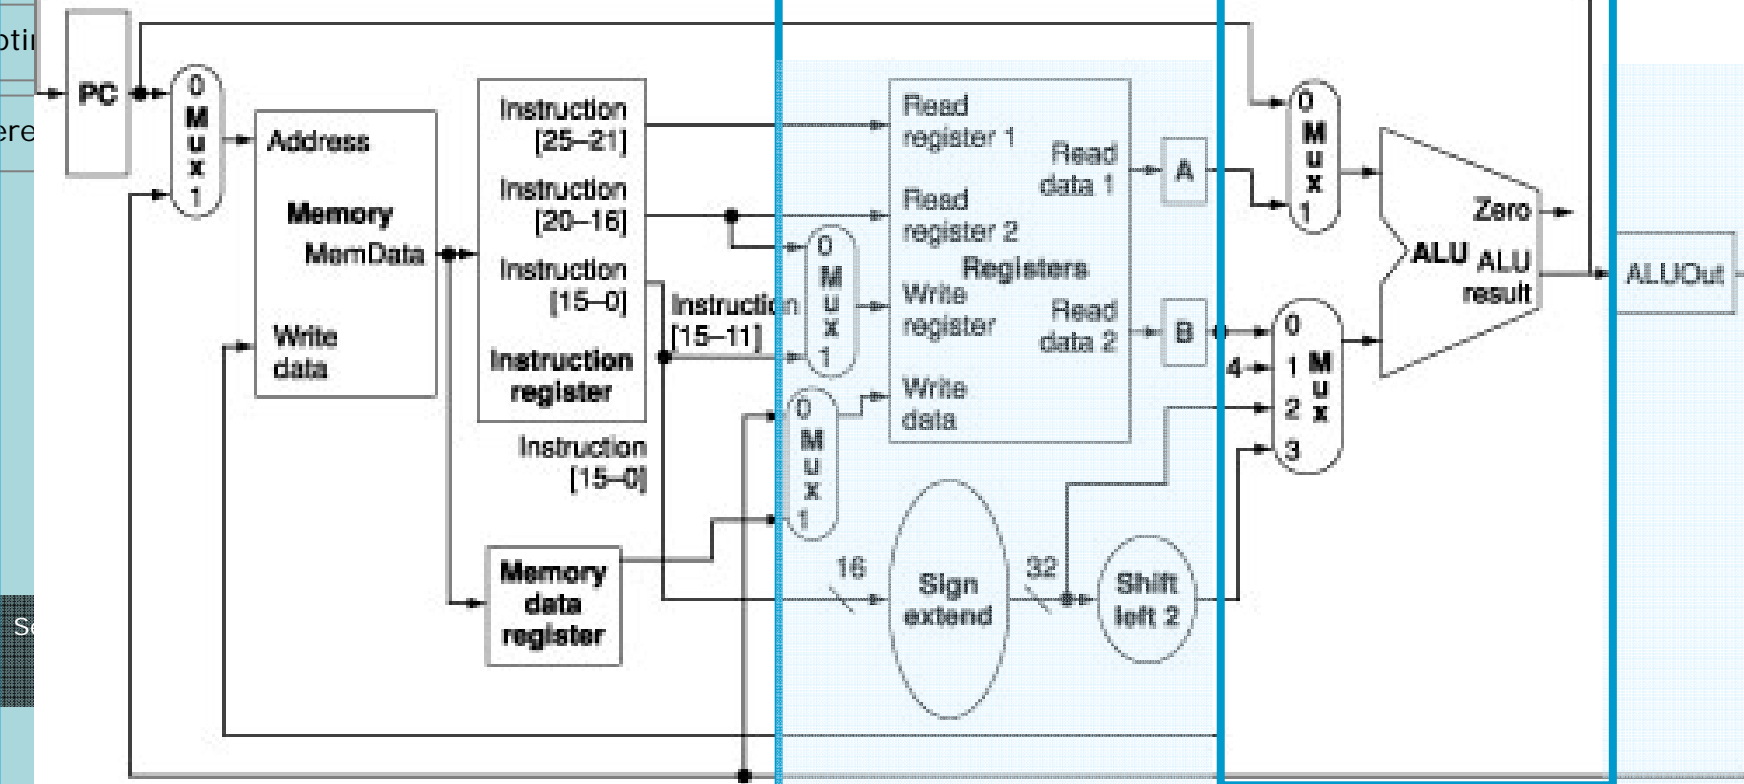 oti
ere
So
PC
0
M
u
x
1
Address
Memory
MemData
Write
data
Instruction
[25–21]
Instruction
[20–16]
Instruction
[15–0]
Instruction
register
Instruction
[15–0]
Instruction
[15–11]
Memory
data
register
0
M
u
x
1
0
M
u
x
1
Read
register 1
Read
register 2
Registers
Write
register
Write
data
Read
data 1
Read
data 2
A
B
16
Sign
extend
32
Shift
left 2
0
M
u
x
1
4
0
1 M
u
2 x
3
Zero
ALU ALU
result
ALUOut